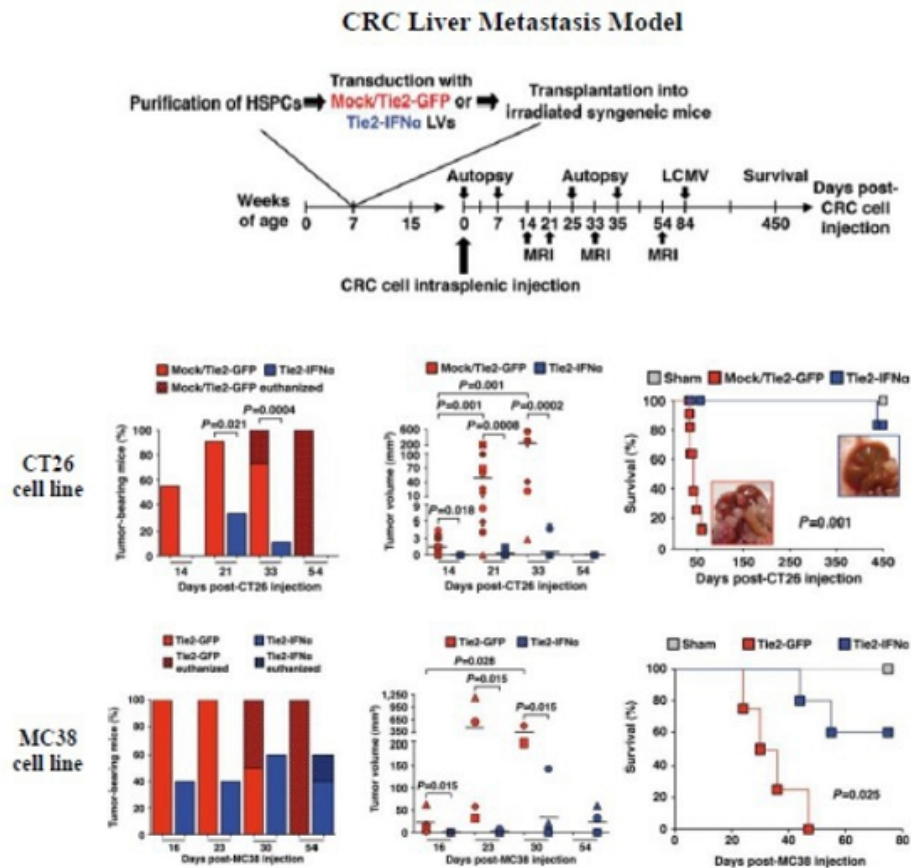 CRC Liver Metastasis Model
Purification of HSPCs
Transduction with
Mock/Tie2-GFP or
Tie2-IFNα LVs
Transplantation into
irradiated syngeneic mice
Weeks
of age
0 7 15
Autopsy Autopsy LCMV Survival
0 7 14 21 25 33 35 54 84 450
Days post-
CRC cell
injection
MRI MRI MRI
CRC cell intrasplenic injection
CT26
cell line
Mock/Tie2-GFP Tie2-IFNα
Mock/Tie2-GFP euthanized
P=0.0004
P=0.021
Tumor-bearing mice (%)
100
80
60
40
20
0
14 21 33 54
Days post-CT26 injection
Mock/Tie2-GFP Tie2-IFNα
P=0.001
P=0.001 P=0.0002
P=0.0008
P=0.018
Tumor volume (mm³)
600
350
100
75
50
25
6
3
0
14 21 33 54
Days post-CT26 injection
Sham Mock/Tie2-GFP Tie2-IFNα
Survival (%)
100
80
60
40
20
0
P=0.001
50 150 250 350 450
Days post-CT26 injection
MC38
cell line
Tie2-GFP Tie2-IFNα
Tie2-GFP
euthanized
Tie2-IFNα
euthanized
Tumor-bearing mice (%)
100
80
60
40
20
0
16 23 30 54
Days post-MC38 injection
Tie2-GFP Tie2-IFNα
P=0.028
P=0.015
P=0.015
P=0.015
Tumor volume (mm³)
1,250
950
650
350
200
150
100
50
0
16 23 30 54
Days post-MC38 injection
Sham Tie2-GFP Tie2-IFNα
Survival (%)
100
80
60
40
20
0
P=0.025
0 20 40 60 80
Days post-MC38 injection